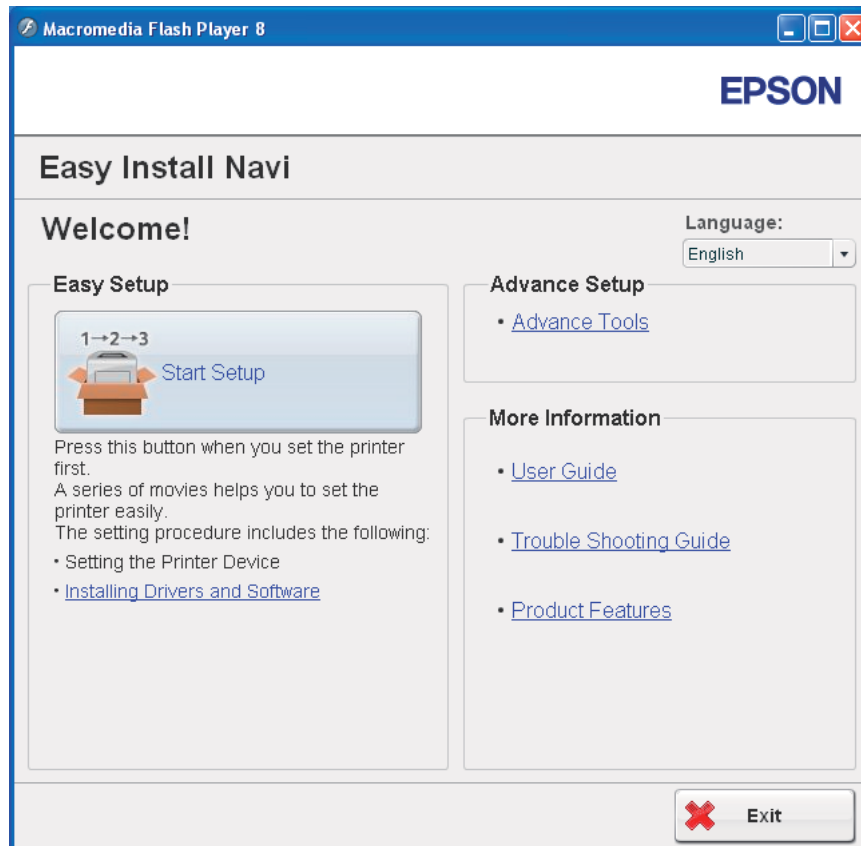 Macromedia Flash Player 8
EPSON
Easy Install Navi
Welcome!
Language:
English
Easy Setup
1→2→3
Start Setup
Press this button when you set the printer
first.
A series of movies helps you to set the
printer easily.
The setting procedure includes the following:
• Setting the Printer Device
• Installing Drivers and Software
Advance Setup
• Advance Tools
More Information
• User Guide
• Trouble Shooting Guide
• Product Features
Exit